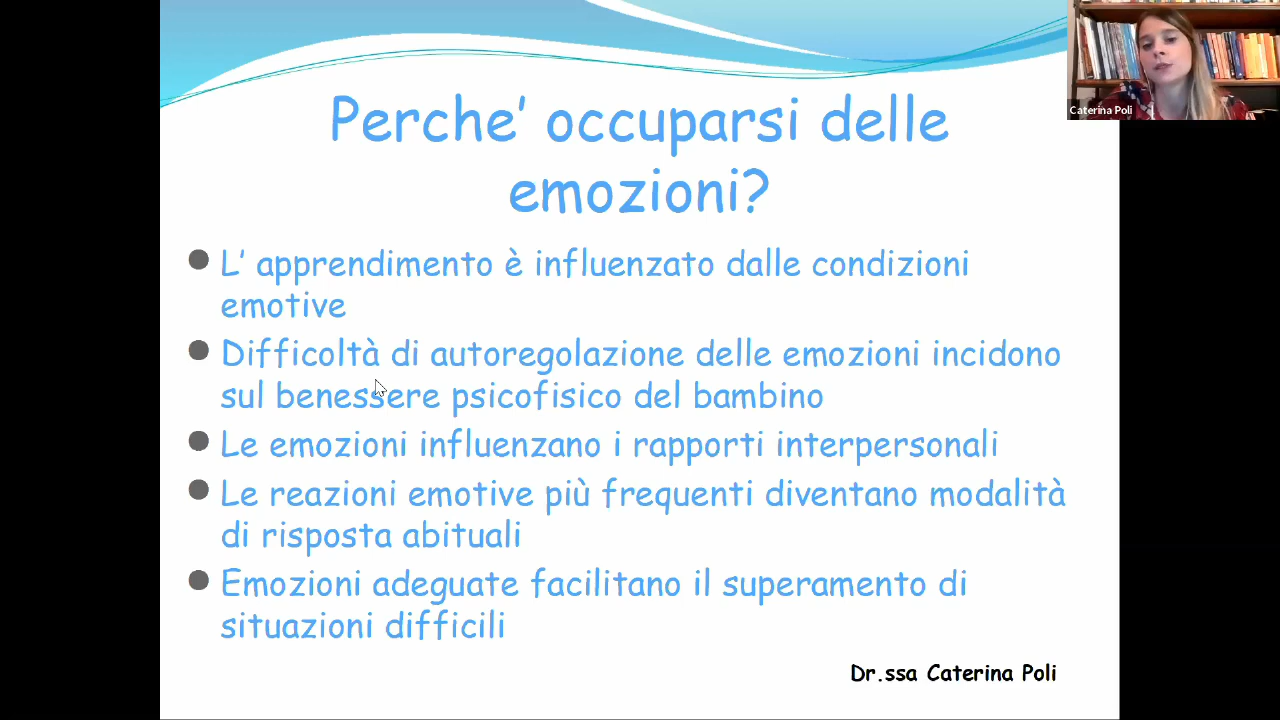 Caterina Poli
Perche' occuparsi delle
emozioni?
L' apprendimento è influenzato dalle condizioni
emotive
Difficoltà di autoregolazione delle emozioni incidono
sul benessere psicofisico del bambino
Le emozioni influenzano i rapporti interpersonali
Le reazioni emotive più frequenti diventano modalità
di risposta abituali
Emozioni adeguate facilitano il superamento di
situazioni difficili
Dr.ssa Caterina Poli